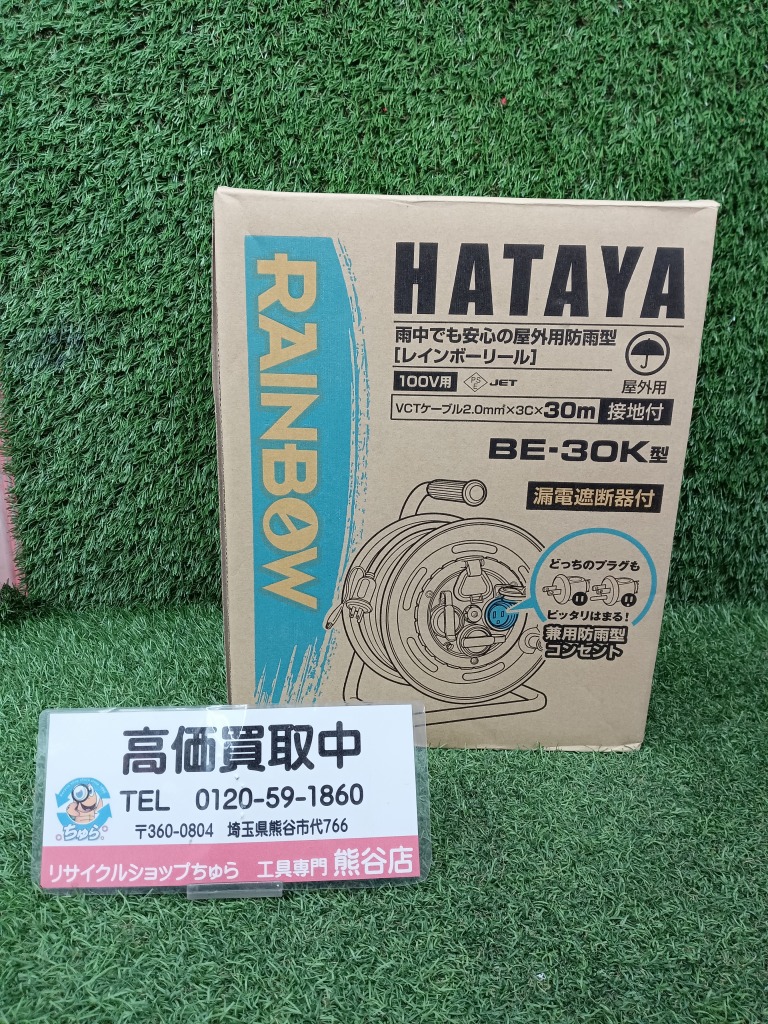 RAINBOW
HATAYA
雨中でも安心の屋外用防雨型
[レインボーリール]
屋外用
100V用 PS E JET
VCTケーブル2.0m㎡×3C×30m 接地付
BE-30K型
漏電遮断器付
どっちのプラグも
ピッタリはまる!
兼用防雨型
コンセント
高価買取中
TEL 0120-59-1860
〒360-0804 埼玉県熊谷市代766
ちゅら
リサイクルショップちゅら 工具専門 熊谷店